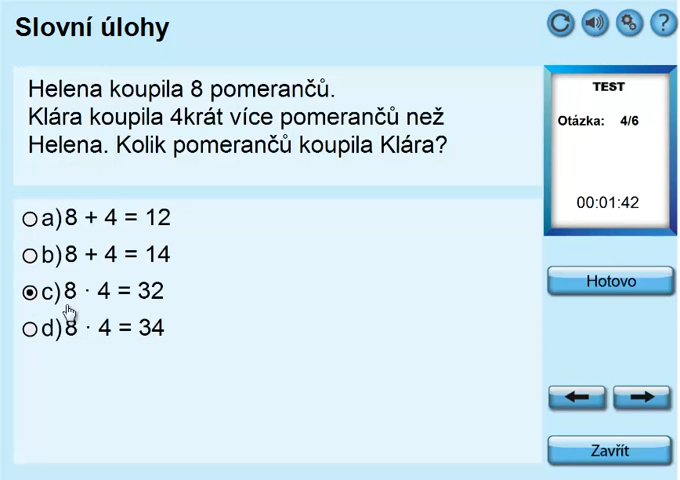 Slovní úlohy
?
Helena koupila 8 pomerančů.
Klára koupila 4krát více pomerančů než
Helena. Kolik pomerančů koupila Klára?
TEST
Otázka: 4/6
00:01:42
a) 8 + 4 = 12
b) 8 + 4 = 14
c) 8 · 4 = 32
d) 8 · 4 = 34
Hotovo
Zavřít